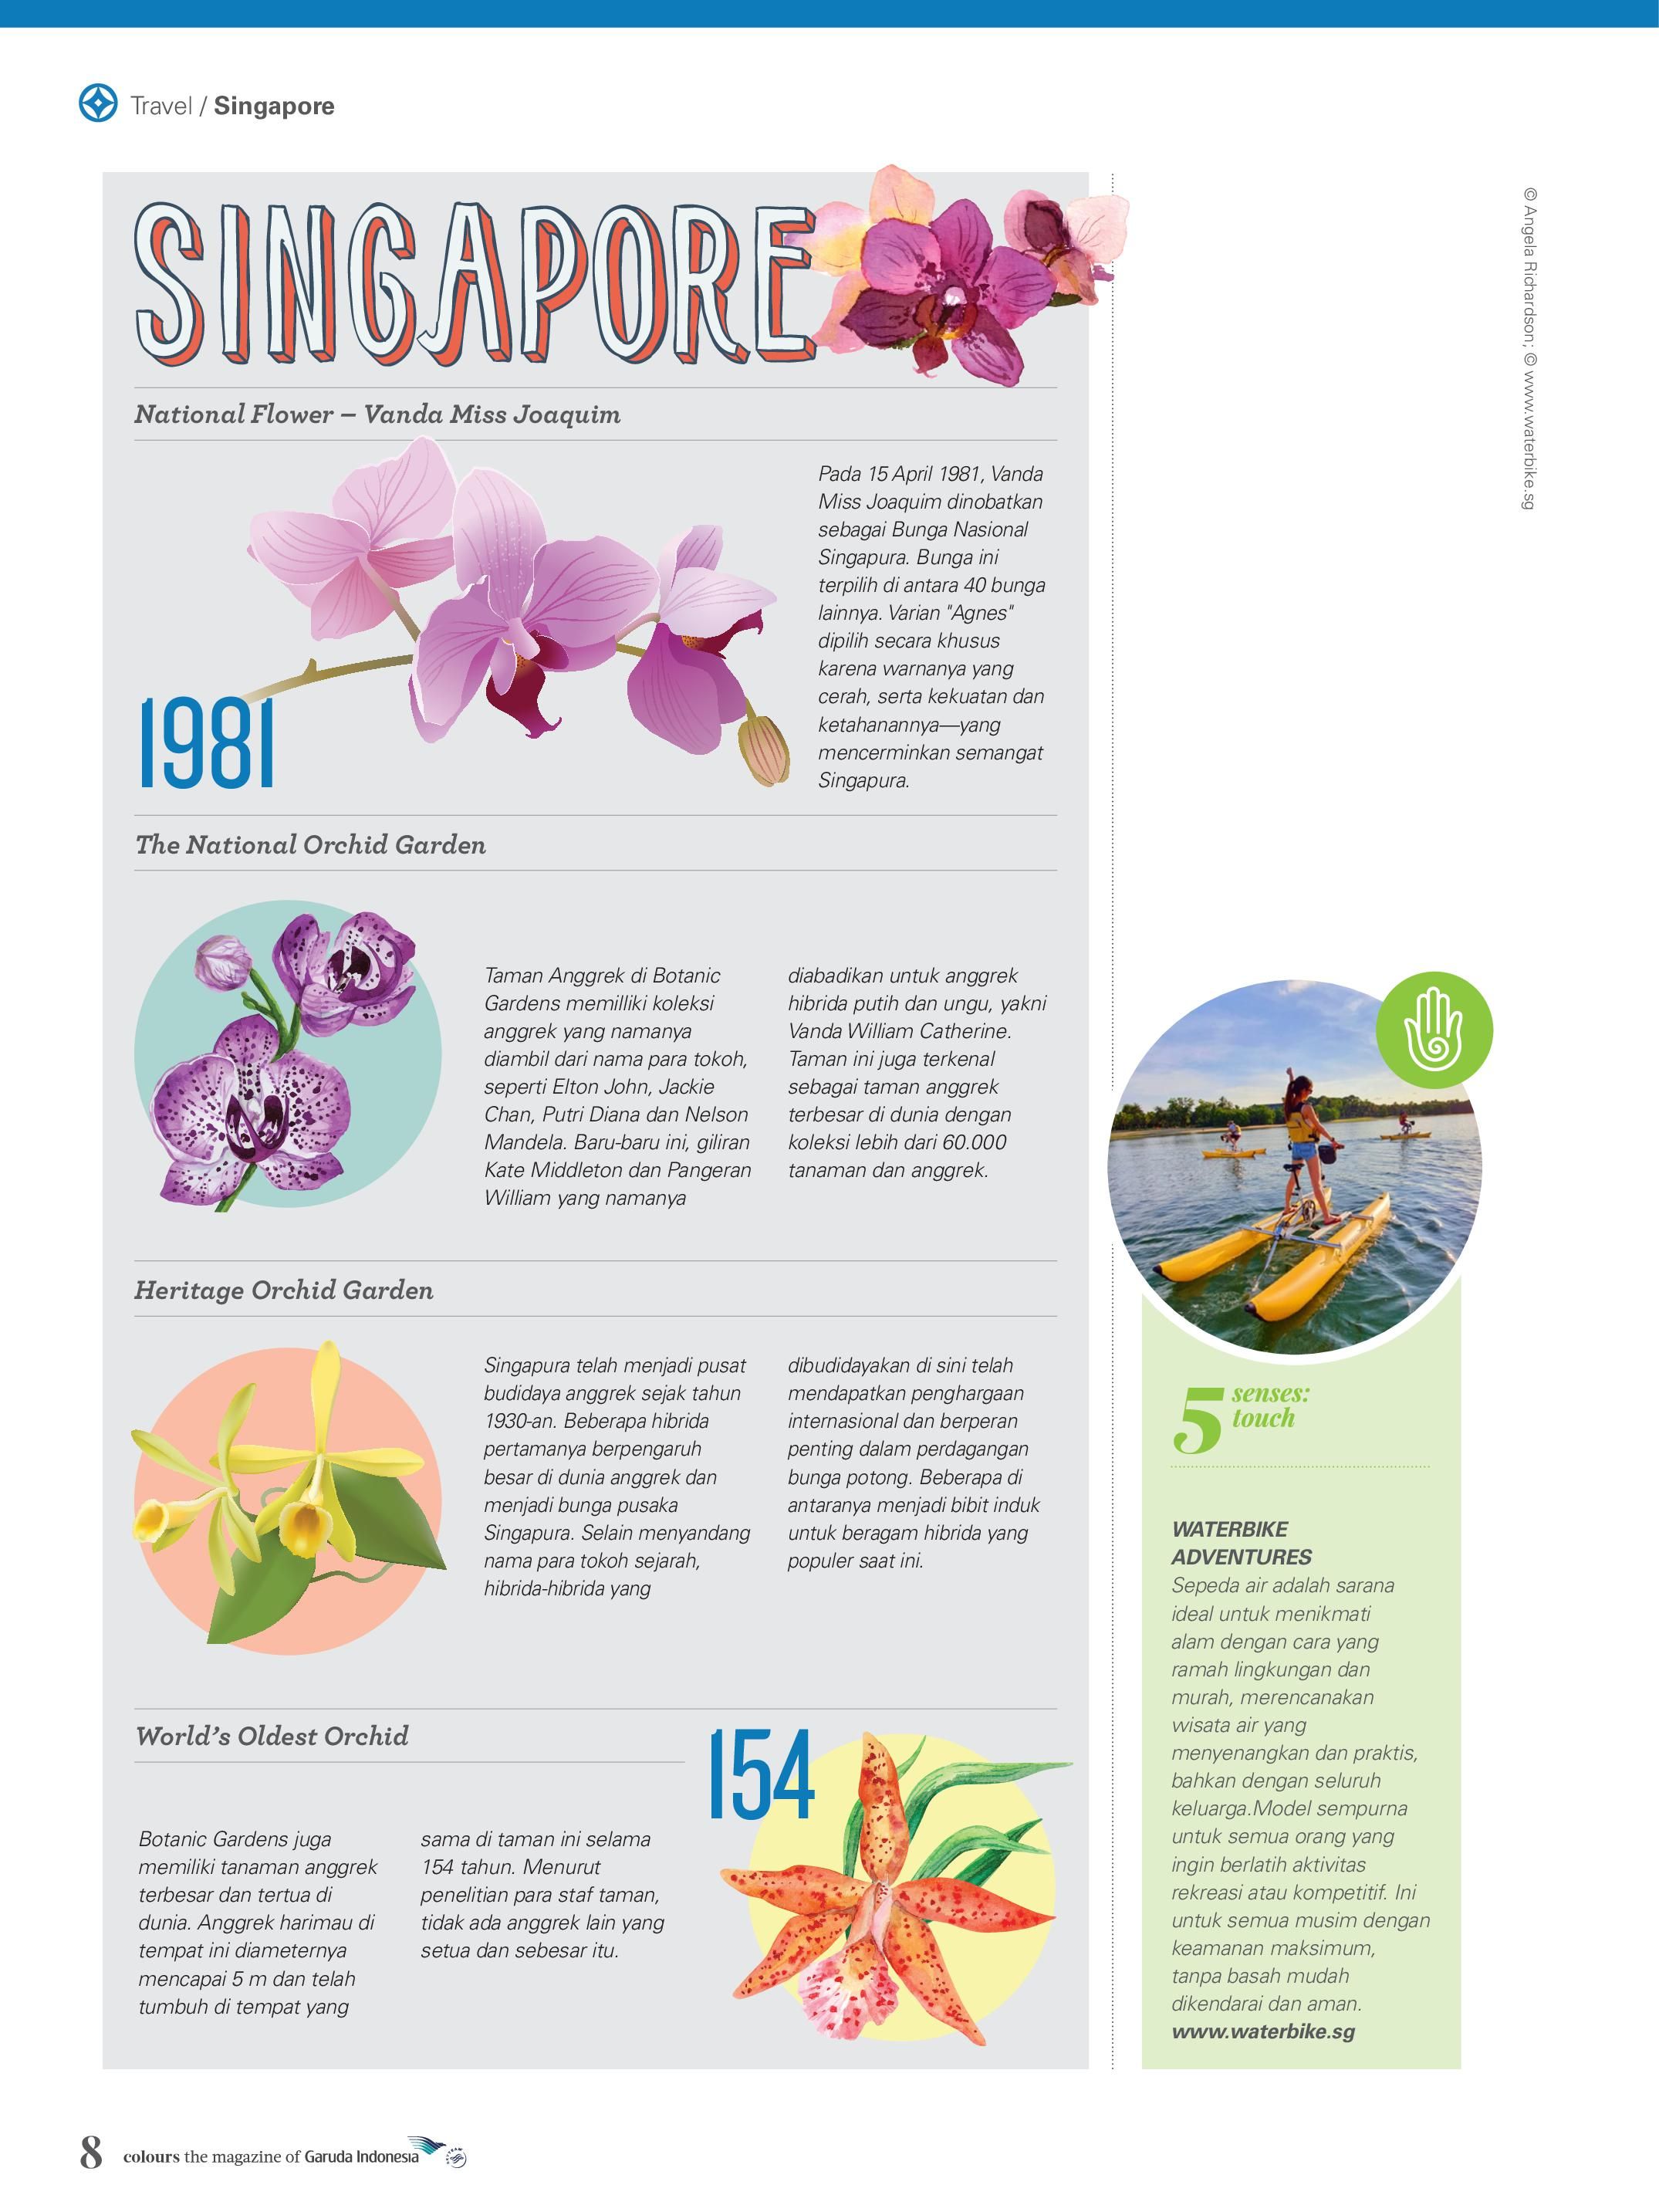 Travel / Singapore
SINGAPORE
National Flower – Vanda Miss Joaquim
Pada 15 April 1981, Vanda
Miss Joaquim dinobatkan
sebagai Bunga Nasional
Singapura. Bunga ini
terpilih di antara 40 bunga
lainnya. Varian "Agnes"
dipilih secara khusus
karena warnanya yang
cerah, serta kekuatan dan
ketahanannya—yang
mencerminkan semangat
Singapura.
1981
The National Orchid Garden
Taman Anggrek di Botanic
Gardens memilliki koleksi
anggrek yang namanya
diambil dari nama para tokoh,
seperti Elton John, Jackie
Chan, Putri Diana dan Nelson
Mandela. Baru-baru ini, giliran
Kate Middleton dan Pangeran
William yang namanya
diabadikan untuk anggrek
hibrida putih dan ungu, yakni
Vanda William Catherine.
Taman ini juga terkenal
sebagai taman anggrek
terbesar di dunia dengan
koleksi lebih dari 60.000
tanaman dan anggrek.
Heritage Orchid Garden
Singapura telah menjadi pusat
budidaya anggrek sejak tahun
1930-an. Beberapa hibrida
pertamanya berpengaruh
besar di dunia anggrek dan
menjadi bunga pusaka
Singapura. Selain menyandang
nama para tokoh sejarah,
hibrida-hibrida yang
dibudidayakan di sini telah
mendapatkan penghargaan
internasional dan berperan
penting dalam perdagangan
bunga potong. Beberapa di
antaranya menjadi bibit induk
untuk beragam hibrida yang
populer saat ini.
World's Oldest Orchid
154
Botanic Gardens juga
memiliki tanaman anggrek
terbesar dan tertua di
dunia. Anggrek harimau di
tempat ini diameternya
mencapai 5 m dan telah
tumbuh di tempat yang
sama di taman ini selama
154 tahun. Menurut
penelitian para staf taman,
tidak ada anggrek lain yang
setua dan sebesar itu.
© Angela Richardson; © www.waterbike.sg
5 senses:
touch
WATERBIKE
ADVENTURES
Sepeda air adalah sarana
ideal untuk menikmati
alam dengan cara yang
ramah lingkungan dan
murah, merencanakan
wisata air yang
menyenangkan dan praktis,
bahkan dengan seluruh
keluarga.Model sempurna
untuk semua orang yang
ingin berlatih aktivitas
rekreasi atau kompetitif. Ini
untuk semua musim dengan
keamanan maksimum,
tanpa basah mudah
dikendarai dan aman.
www.waterbike.sg
8 colours the magazine of Garuda Indonesia